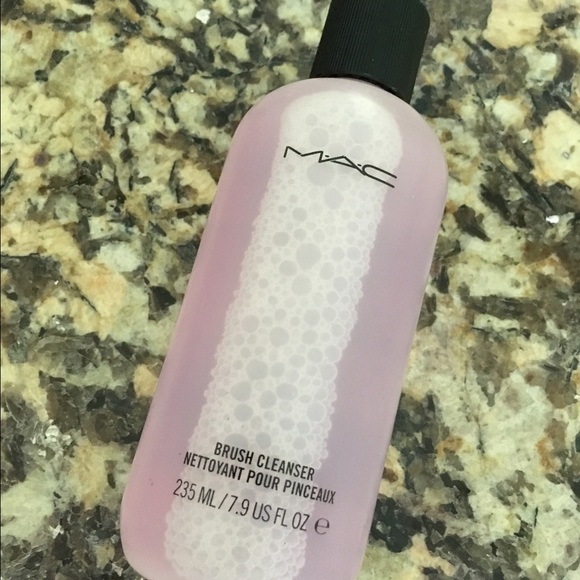 M·A·C
BRUSH CLEANSER
NETTOYANT POUR PINCEAUX
235 ML / 7.9 US FL OZ ℮